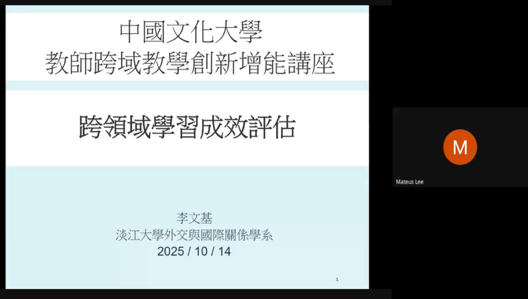 中國文化大學
教師跨域教學創新增能講座
跨領域學習成效評估
李文基
淡江大學外交與國際關係學系
2025 / 10 / 14
1
M
Mateus Lee